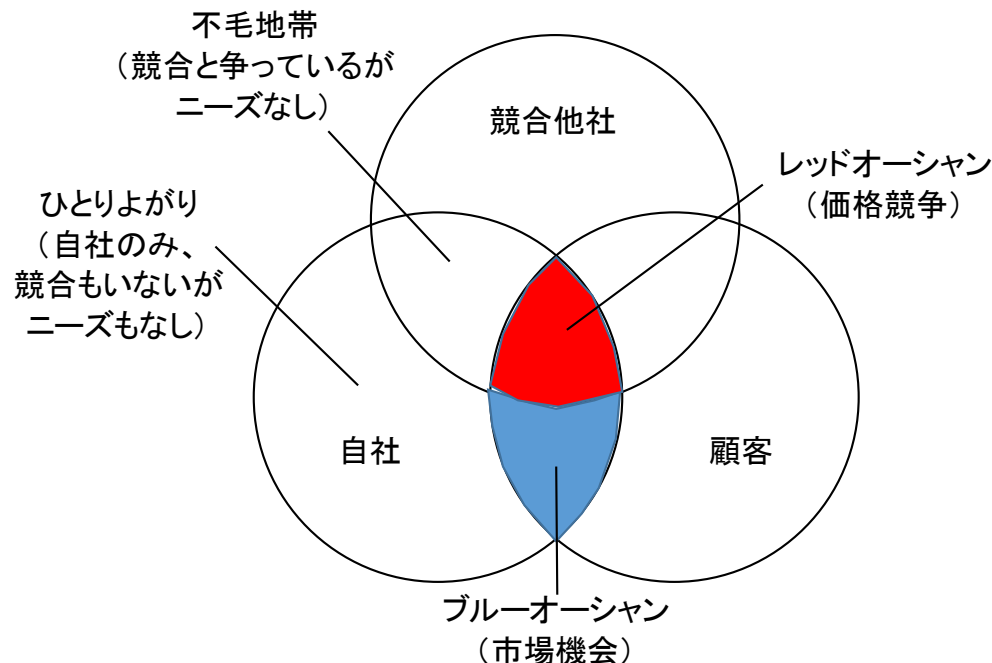 不毛地帯
（競合と争っているが
ニーズなし）
競合他社
レッドオーシャン
（価格競争）
ひとりよがり
（自社のみ、
競合もいないが
ニーズもなし）
自社
顧客
ブルーオーシャン
（市場機会）